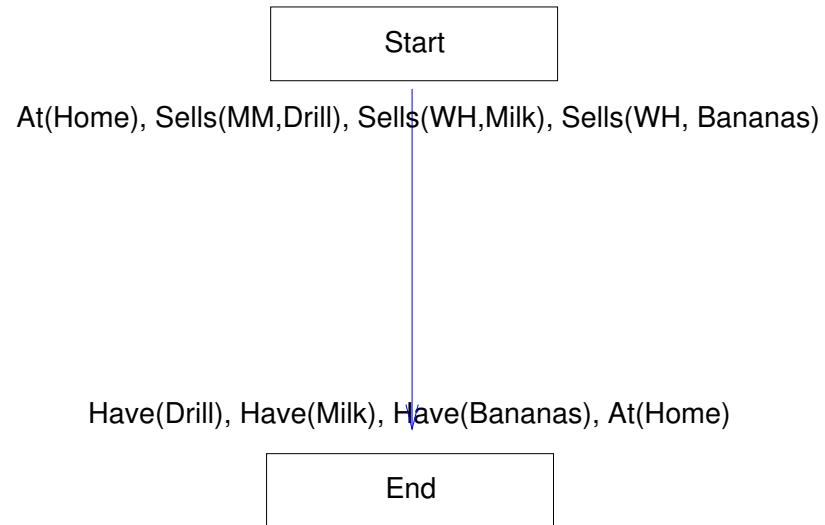 Start
At(Home), Sells(MM,Drill), Sells(WH,Milk), Sells(WH, Bananas)
Have(Drill), Have(Milk), Have(Bananas), At(Home)
End